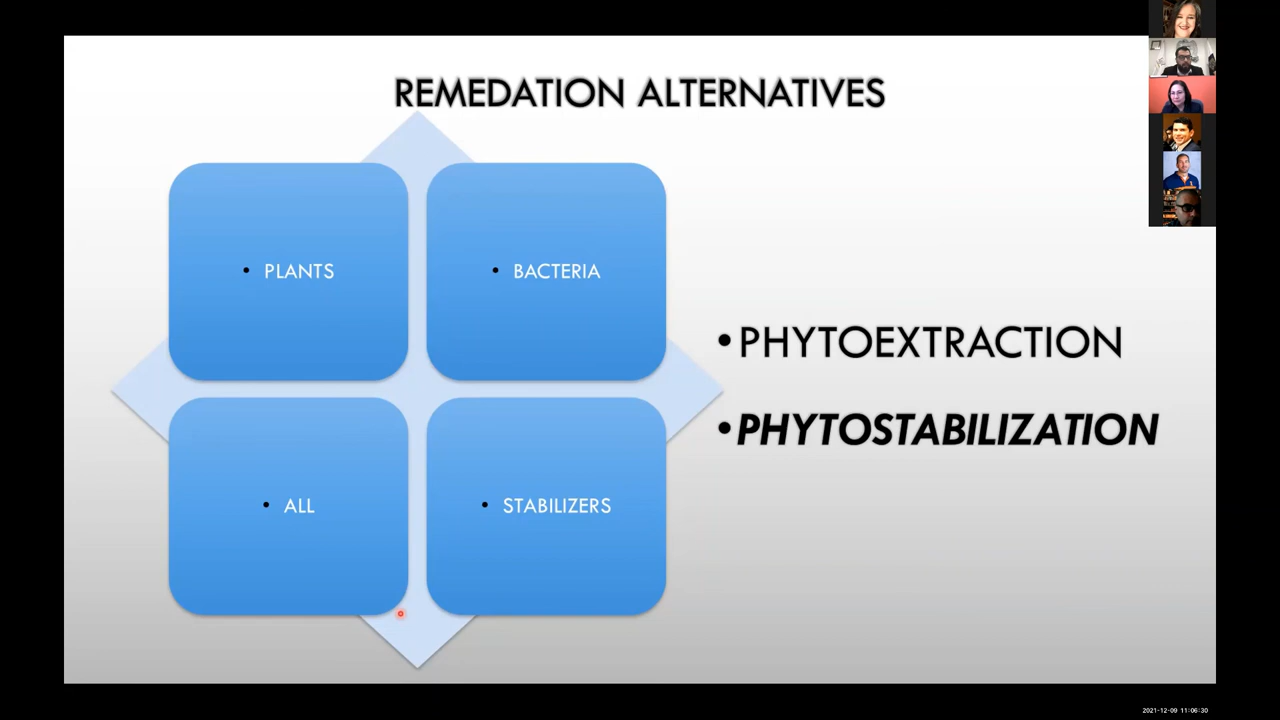 REMEDATION ALTERNATIVES
• PLANTS
• BACTERIA
• ALL
• STABILIZERS
•PHYTOEXTRACTION
•PHYTOSTABILIZATION
2021-12-09 11:06:30